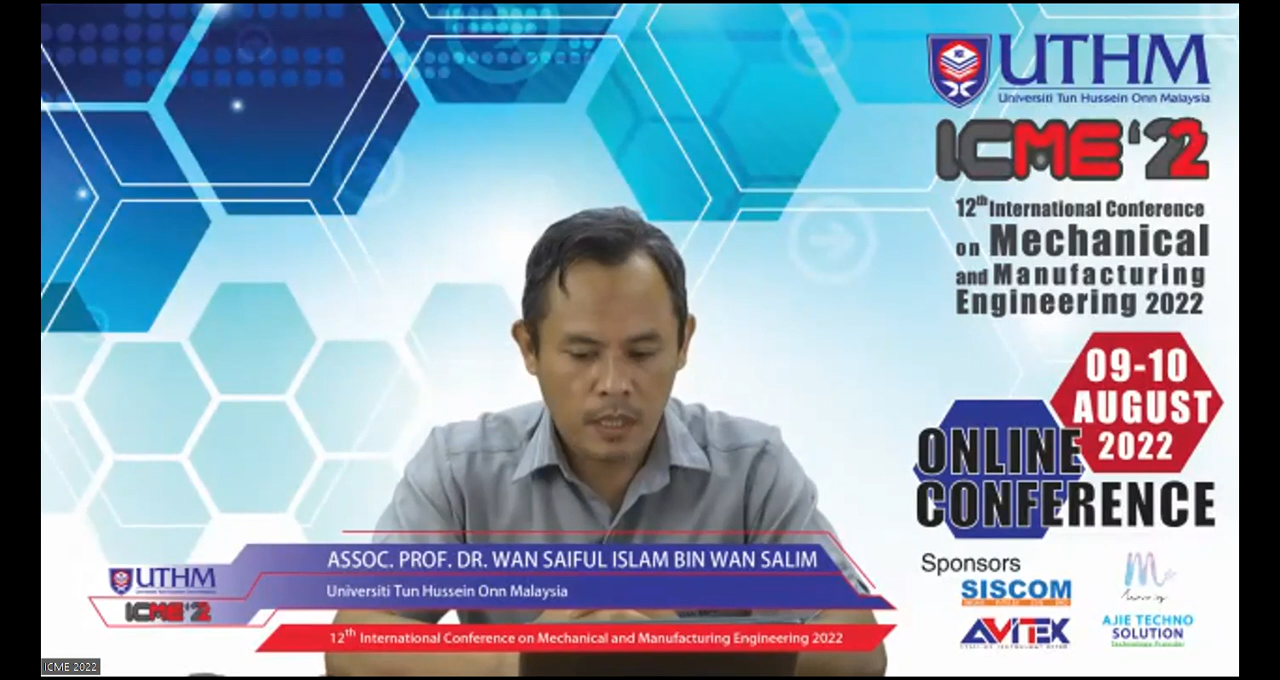 UTHM
Universiti Tun Hussein Onn Malaysia
ICME'22
12th International Conference
on Mechanical
and Manufacturing
Engineering 2022
09-10
AUGUST
2022
ONLINE
CONFERENCE
Sponsors
SISCOM
AVITEK
AJIE TECHNO
SOLUTION
Technology Provider
ASSOC. PROF. DR. WAN SAIFUL ISLAM BIN WAN SALIM
Universiti Tun Hussein Onn Malaysia
UTHM
ICME'22
12th International Conference on Mechanical and Manufacturing Engineering 2022
ICME 2022